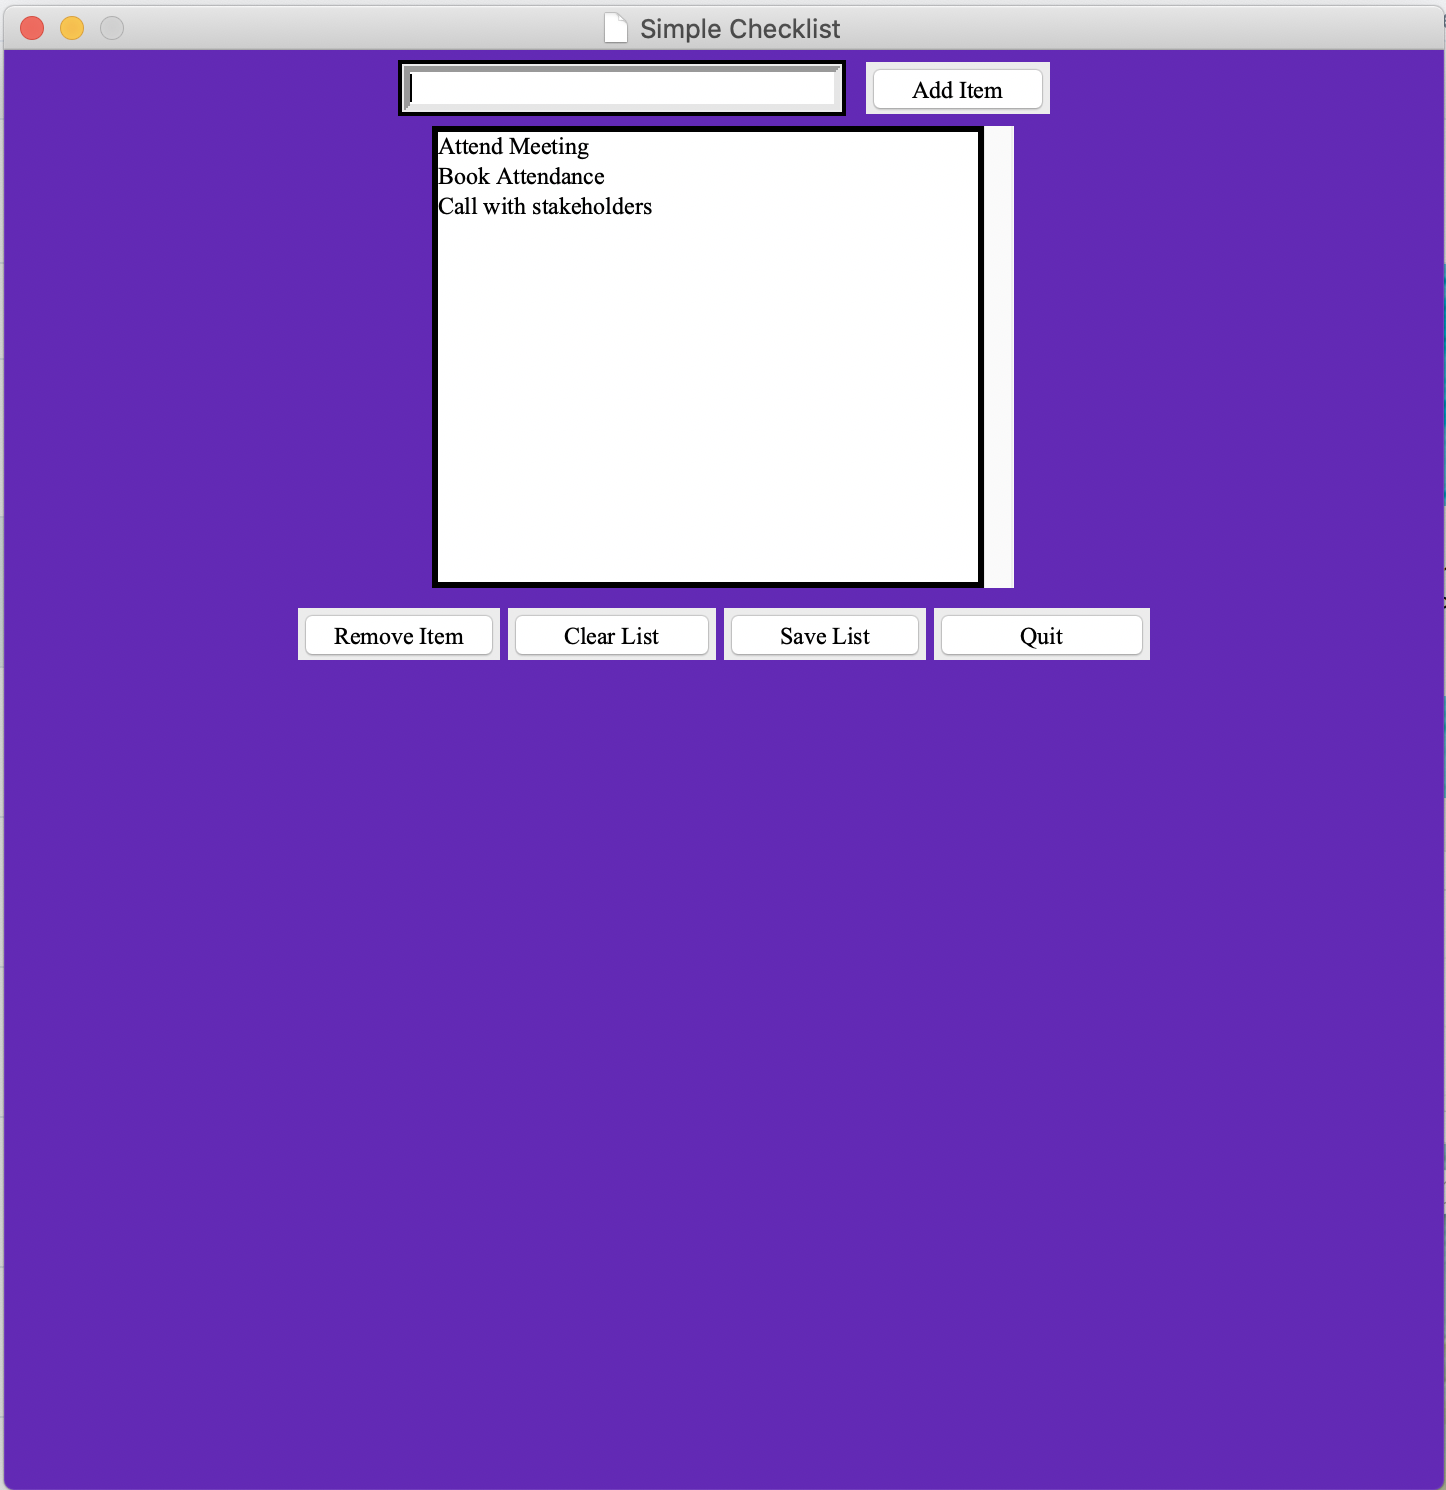 Simple Checklist
Add Item
Attend Meeting
Book Attendance
Call with stakeholders
Remove Item
Clear List
Save List
Quit